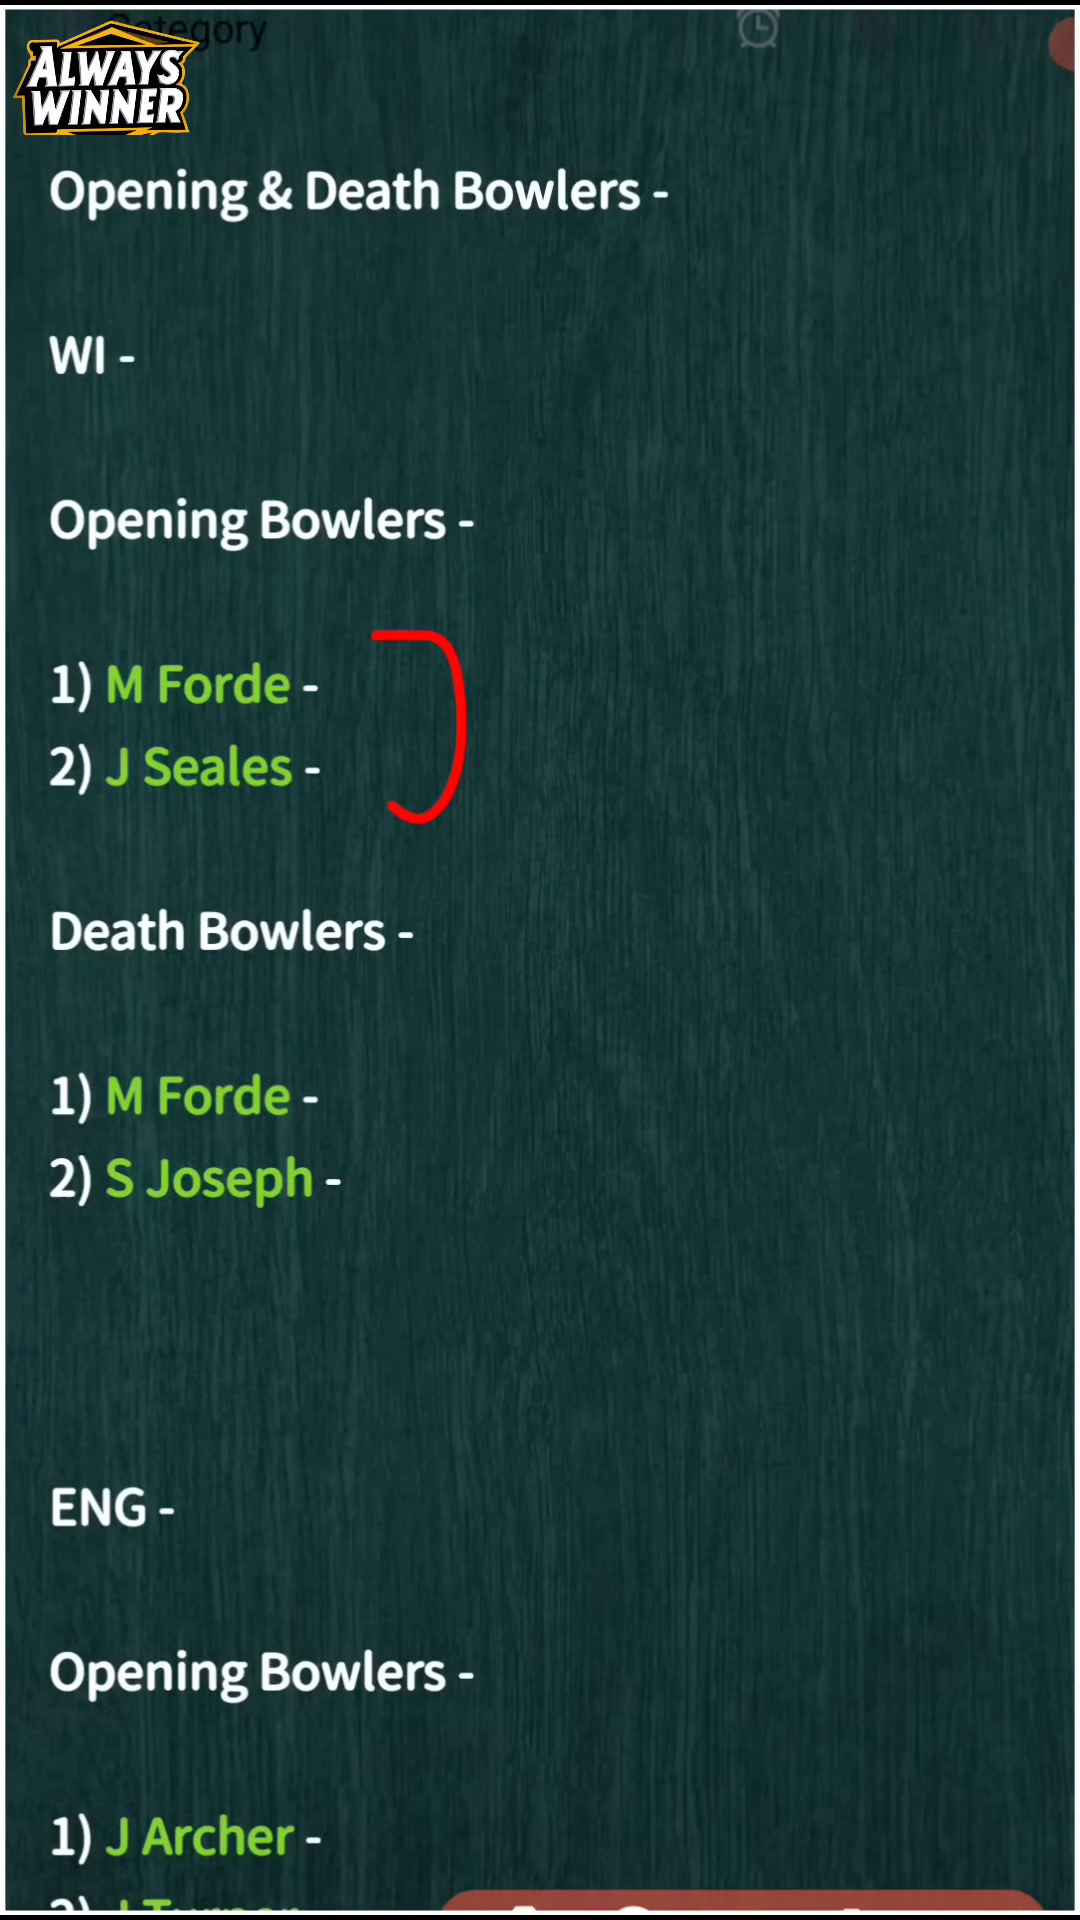 Category
ALWAYS
WINNER
Opening & Death Bowlers -
WI -
Opening Bowlers -
1) M Forde -
2) J Seales -
Death Bowlers -
1) M Forde -
2) S Joseph -
ENG -
Opening Bowlers -
1) J Archer -